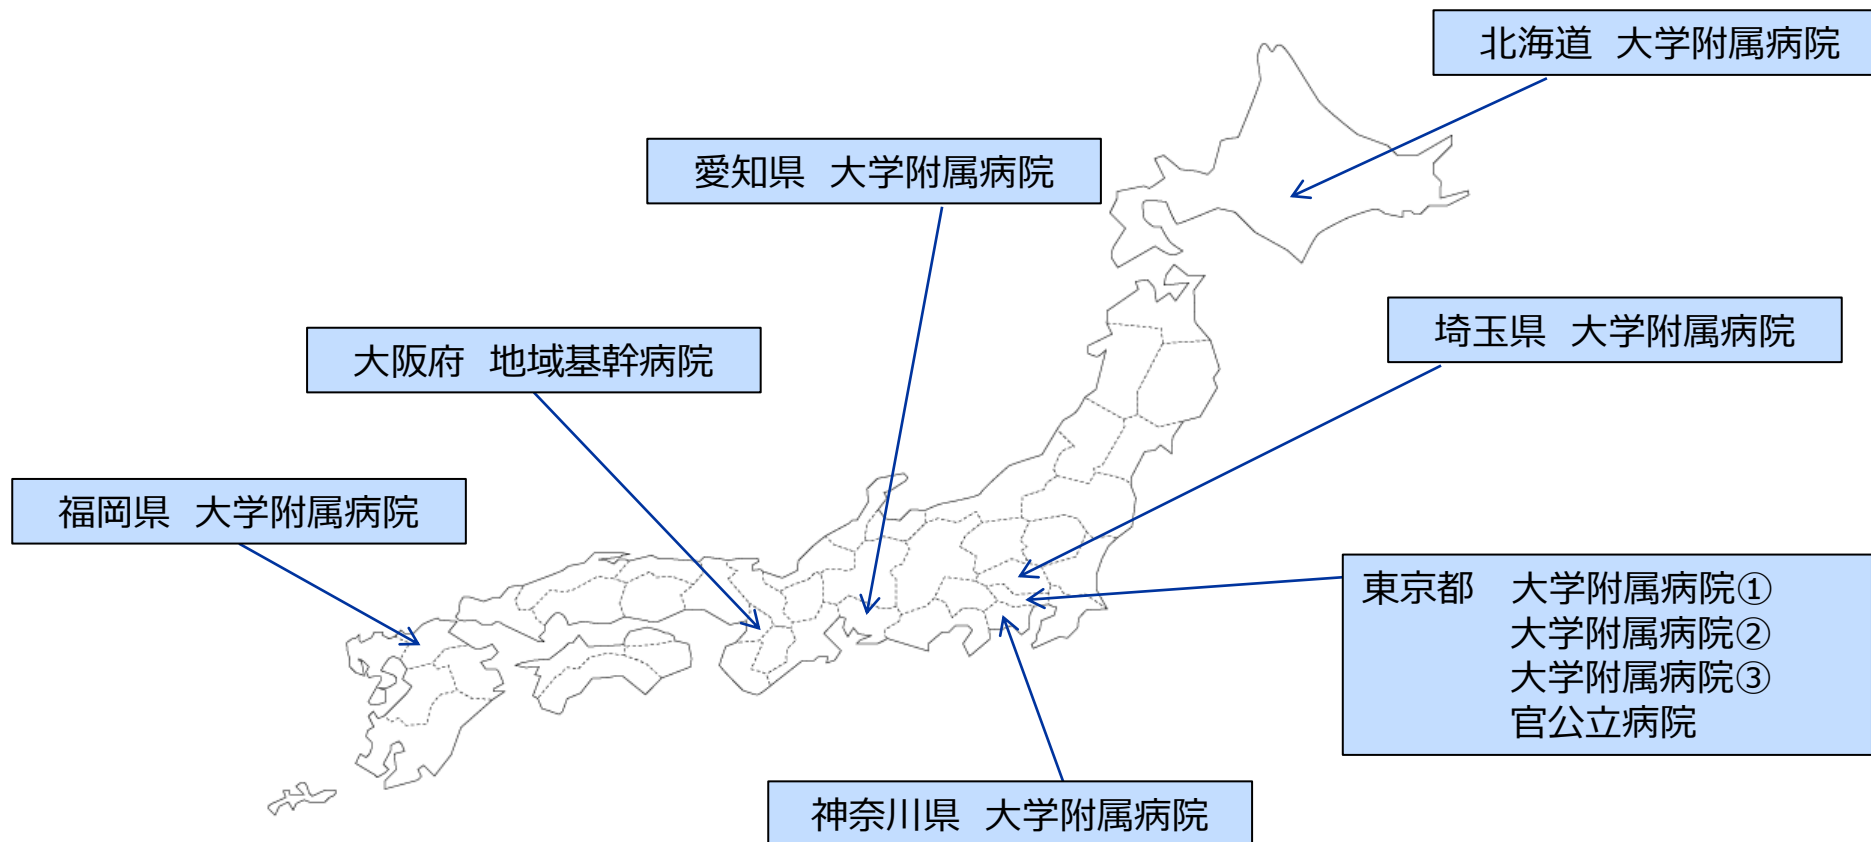 北海道 大学附属病院
愛知県 大学附属病院
埼玉県 大学附属病院
大阪府 地域基幹病院
福岡県 大学附属病院
東京都 大学附属病院①
大学附属病院②
大学附属病院③
官公立病院
神奈川県 大学附属病院